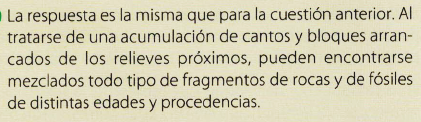 La respuesta es la misma que para la cuestión anterior. Al
tratarse de una acumulación de cantos y bloques arran-
cados de los relieves próximos, pueden encontrarse
mezclados todo tipo de fragmentos de rocas y de fósiles
de distintas edades y procedencias.